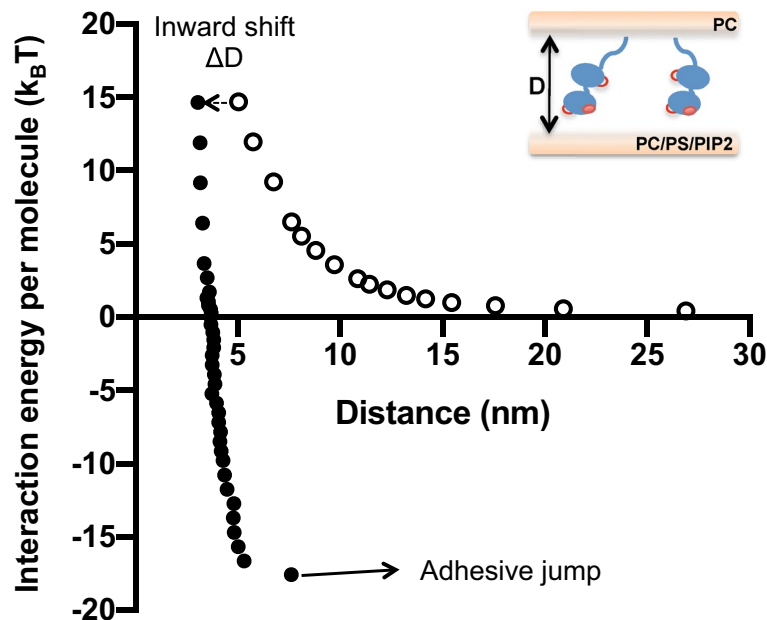 Inward shift
ΔD
PC
D
PC/PS/PIP2
Interaction energy per molecule (kBT)
20
15
10
5
0
-5
-10
-15
-20
5
10
15
20
25
30
Distance (nm)
Adhesive jump